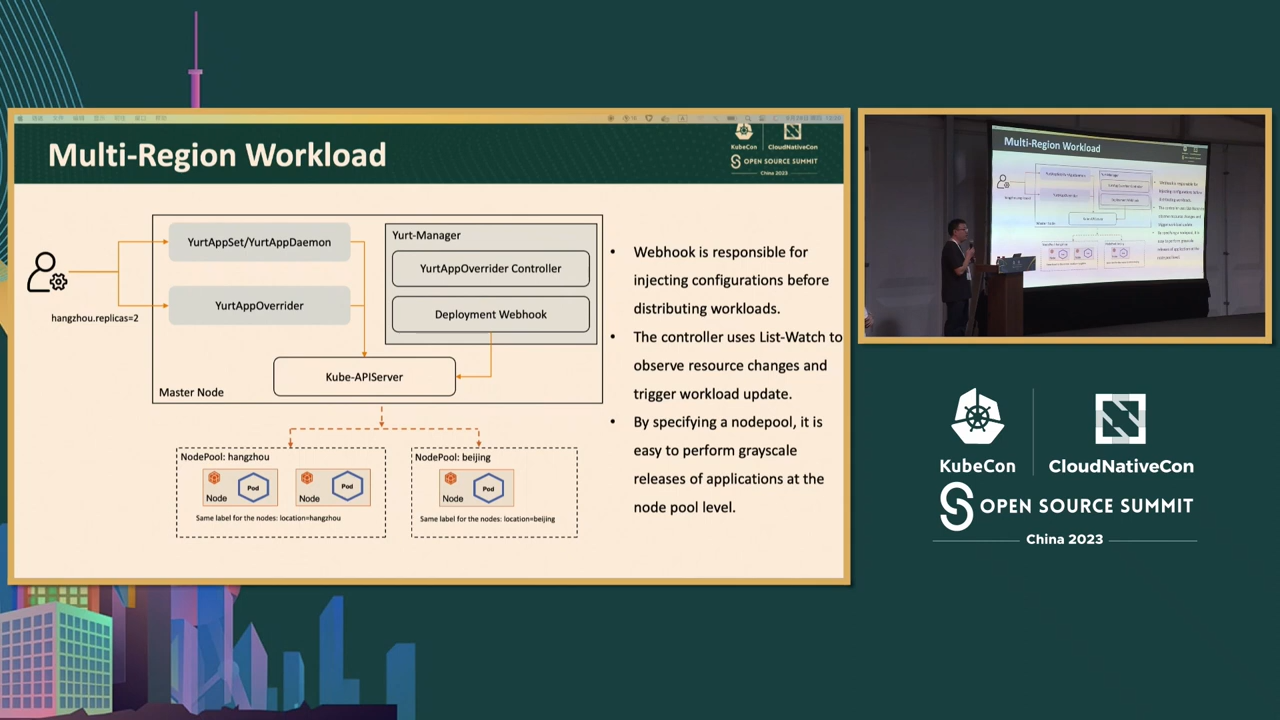 Multi-Region Workload
KubeCon
CloudNativeCon
OPEN SOURCE SUMMIT
China 2023
YurtAppSet/YurtAppDaemon
YurtAppOverrider
hangzhou.replicas=2
Yurt-Manager
YurtAppOverrider Controller
Deployment Webhook
Kube-APIServer
Master Node
NodePool: hangzhou
Node
Pod
Node
Pod
Same label for the nodes: location=hangzhou
NodePool: beijing
Node
Pod
Same label for the nodes: location=beijing
• Webhook is responsible for
injecting configurations before
distributing workloads.
• The controller uses List-Watch to
observe resource changes and
trigger workload update.
• By specifying a nodepool, it is
easy to perform grayscale
releases of applications at the
node pool level.
Multi-Region Workload
KubeCon
CloudNativeCon
OPEN SOURCE SUMMIT
China 2023